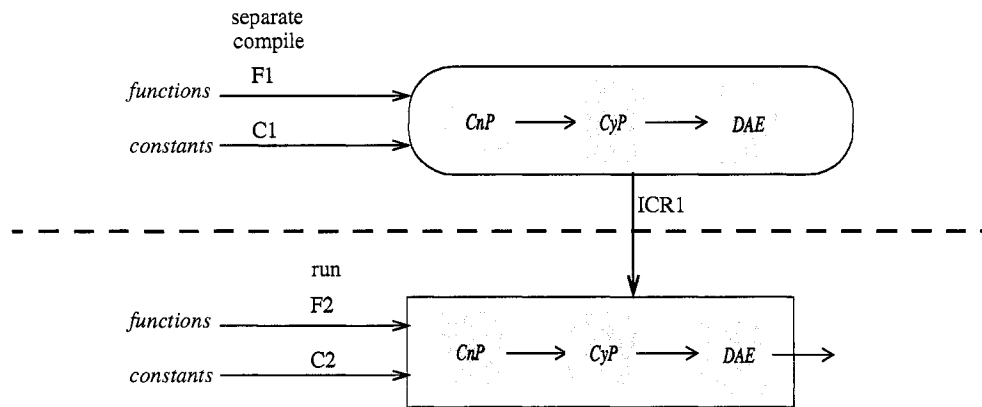 separate
compile
functions F1
CnP CyP DAE
constants C1
ICR1
run
functions F2
CnP CyP DAE
constants C2